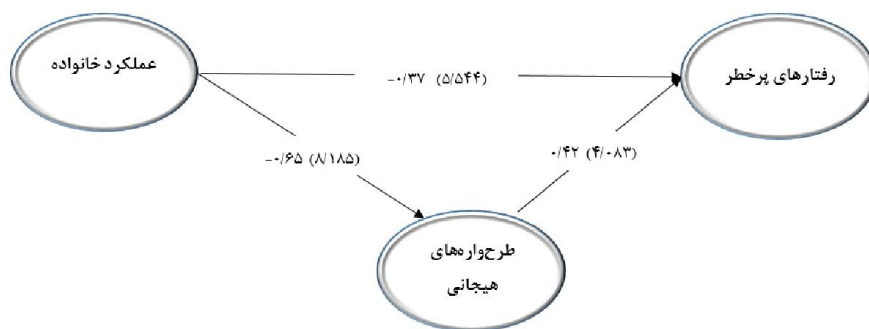 رفتارهای پرخطر
عملکرد خانواده
-۰/۳۷ (۵/۵۴۴)
-۰/۶۵ (۸/۱۸۵)
۰/۴۲ (۴/۰۸۳)
طرح‌واره‌های
هیجانی